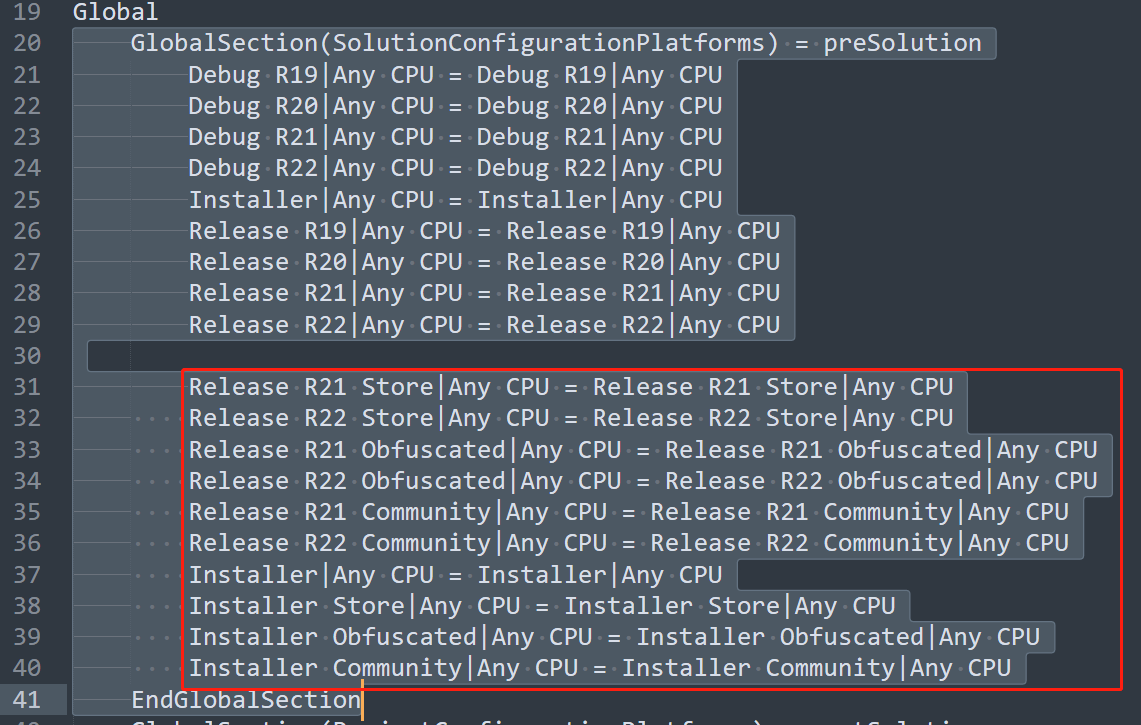 19 Global
20 GlobalSection(SolutionConfigurationPlatforms) = preSolution
21 Debug R19|Any CPU = Debug R19|Any CPU
22 Debug R20|Any CPU = Debug R20|Any CPU
23 Debug R21|Any CPU = Debug R21|Any CPU
24 Debug R22|Any CPU = Debug R22|Any CPU
25 Installer|Any CPU = Installer|Any CPU
26 Release R19|Any CPU = Release R19|Any CPU
27 Release R20|Any CPU = Release R20|Any CPU
28 Release R21|Any CPU = Release R21|Any CPU
29 Release R22|Any CPU = Release R22|Any CPU
30
31 Release R21 Store|Any CPU = Release R21 Store|Any CPU
32 Release R22 Store|Any CPU = Release R22 Store|Any CPU
33 Release R21 Obfuscated|Any CPU = Release R21 Obfuscated|Any CPU
34 Release R22 Obfuscated|Any CPU = Release R22 Obfuscated|Any CPU
35 Release R21 Community|Any CPU = Release R21 Community|Any CPU
36 Release R22 Community|Any CPU = Release R22 Community|Any CPU
37 Installer|Any CPU = Installer|Any CPU
38 Installer Store|Any CPU = Installer Store|Any CPU
39 Installer Obfuscated|Any CPU = Installer Obfuscated|Any CPU
40 Installer Community|Any CPU = Installer Community|Any CPU
41 EndGlobalSection